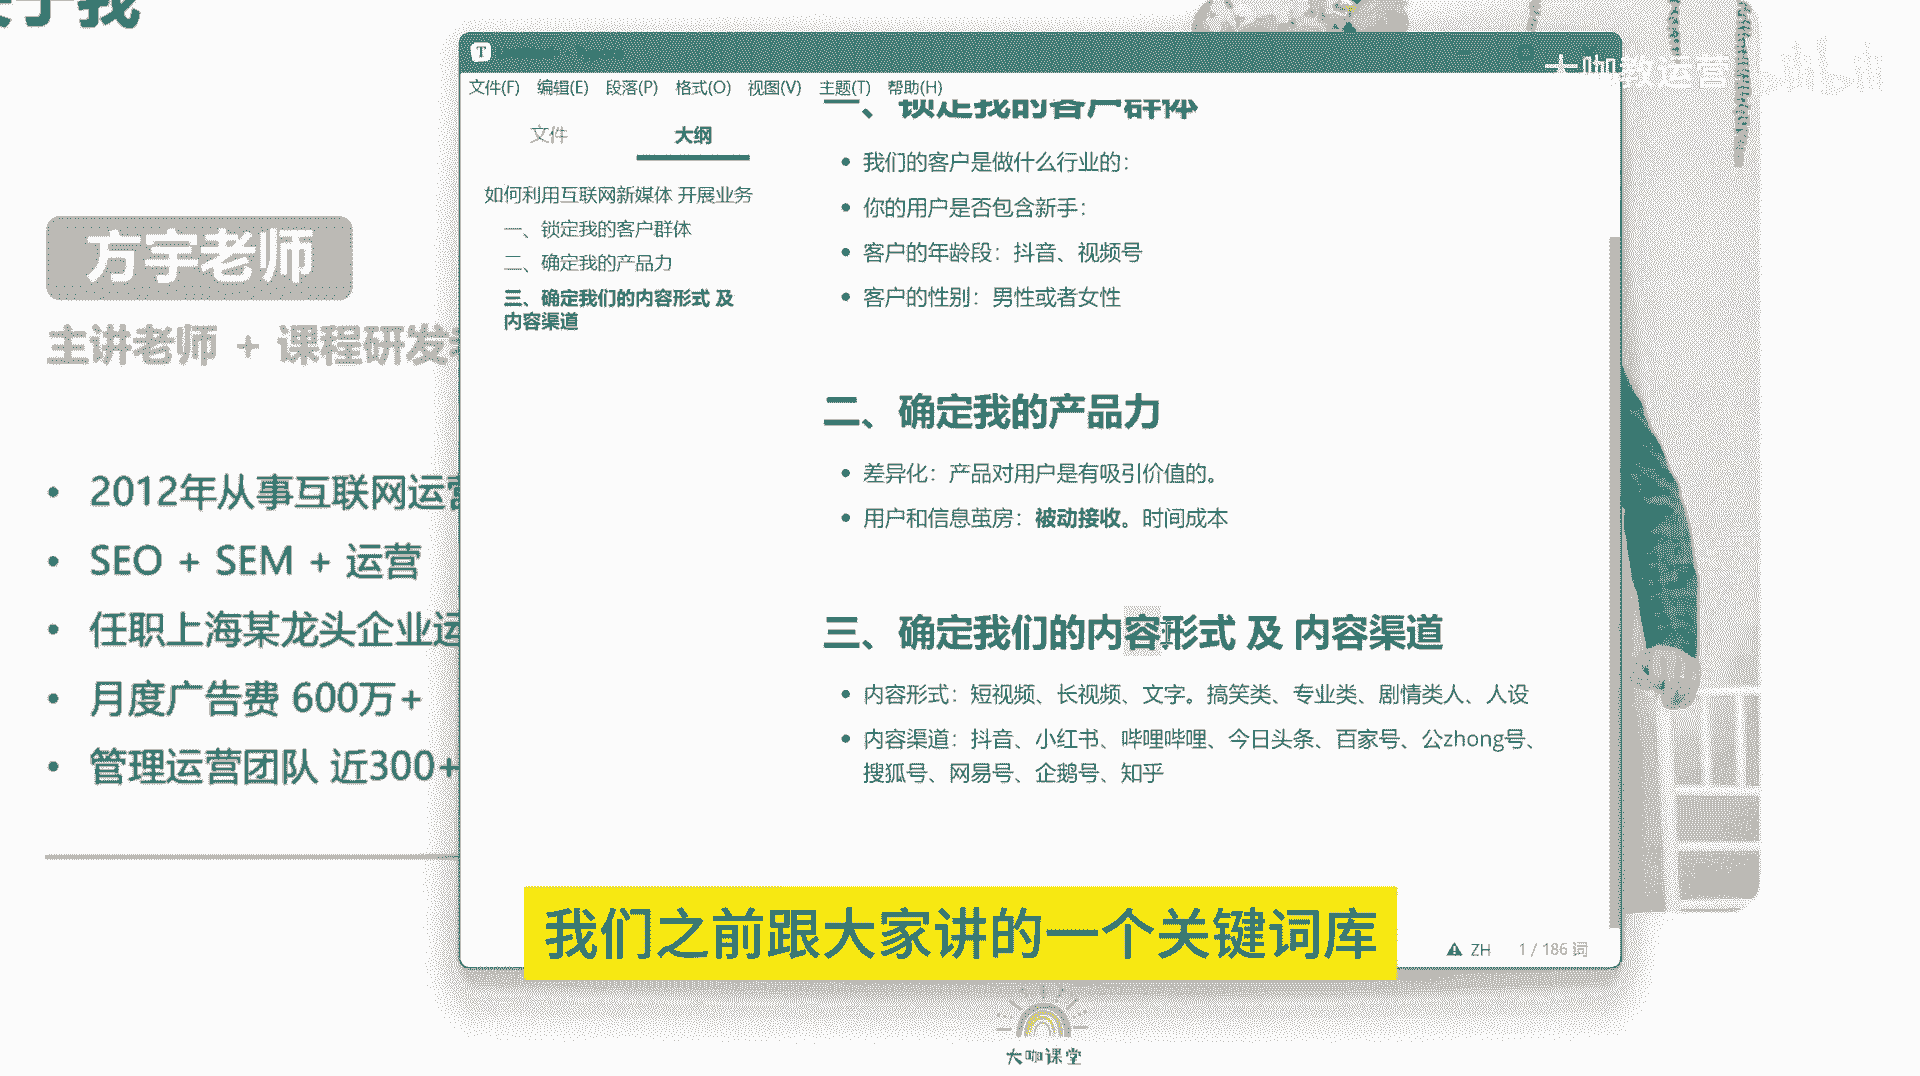 关于我
方宇老师
主讲老师 + 课程研发
2012年从事互联网运营
SEO + SEM + 运营
任职上海某龙头企业运
月度广告费 600万+
管理运营团队 近300+
T
文件(F) 编辑(E) 段落(P) 格式(O) 视图(V) 主题(T) 帮助(H)
文件 大纲
如何利用互联网新媒体 开展业务
一、锁定我的客户群体
二、确定我的产品力
三、确定我们的内容形式 及
内容渠道
一、锁定我的客户群体
我们的客户是做什么行业的：
你的用户是否包含新手：
客户的年龄段：抖音、视频号
客户的性别：男性或者女性
二、确定我的产品力
差异化：产品对用户是有吸引价值的。
用户和信息茧房：被动接收。时间成本
三、确定我们的内容形式 及 内容渠道
内容形式：短视频、长视频、文字。搞笑类、专业类、剧情类人、人设
内容渠道：抖音、小红书、哔哩哔哩、今日头条、百家号、公zhong号、
搜狐号、网易号、企鹅号、知乎
ZH 1 / 186 词
大咖教运营 bilibili
我们之前跟大家讲的一个关键词库
大咖课堂